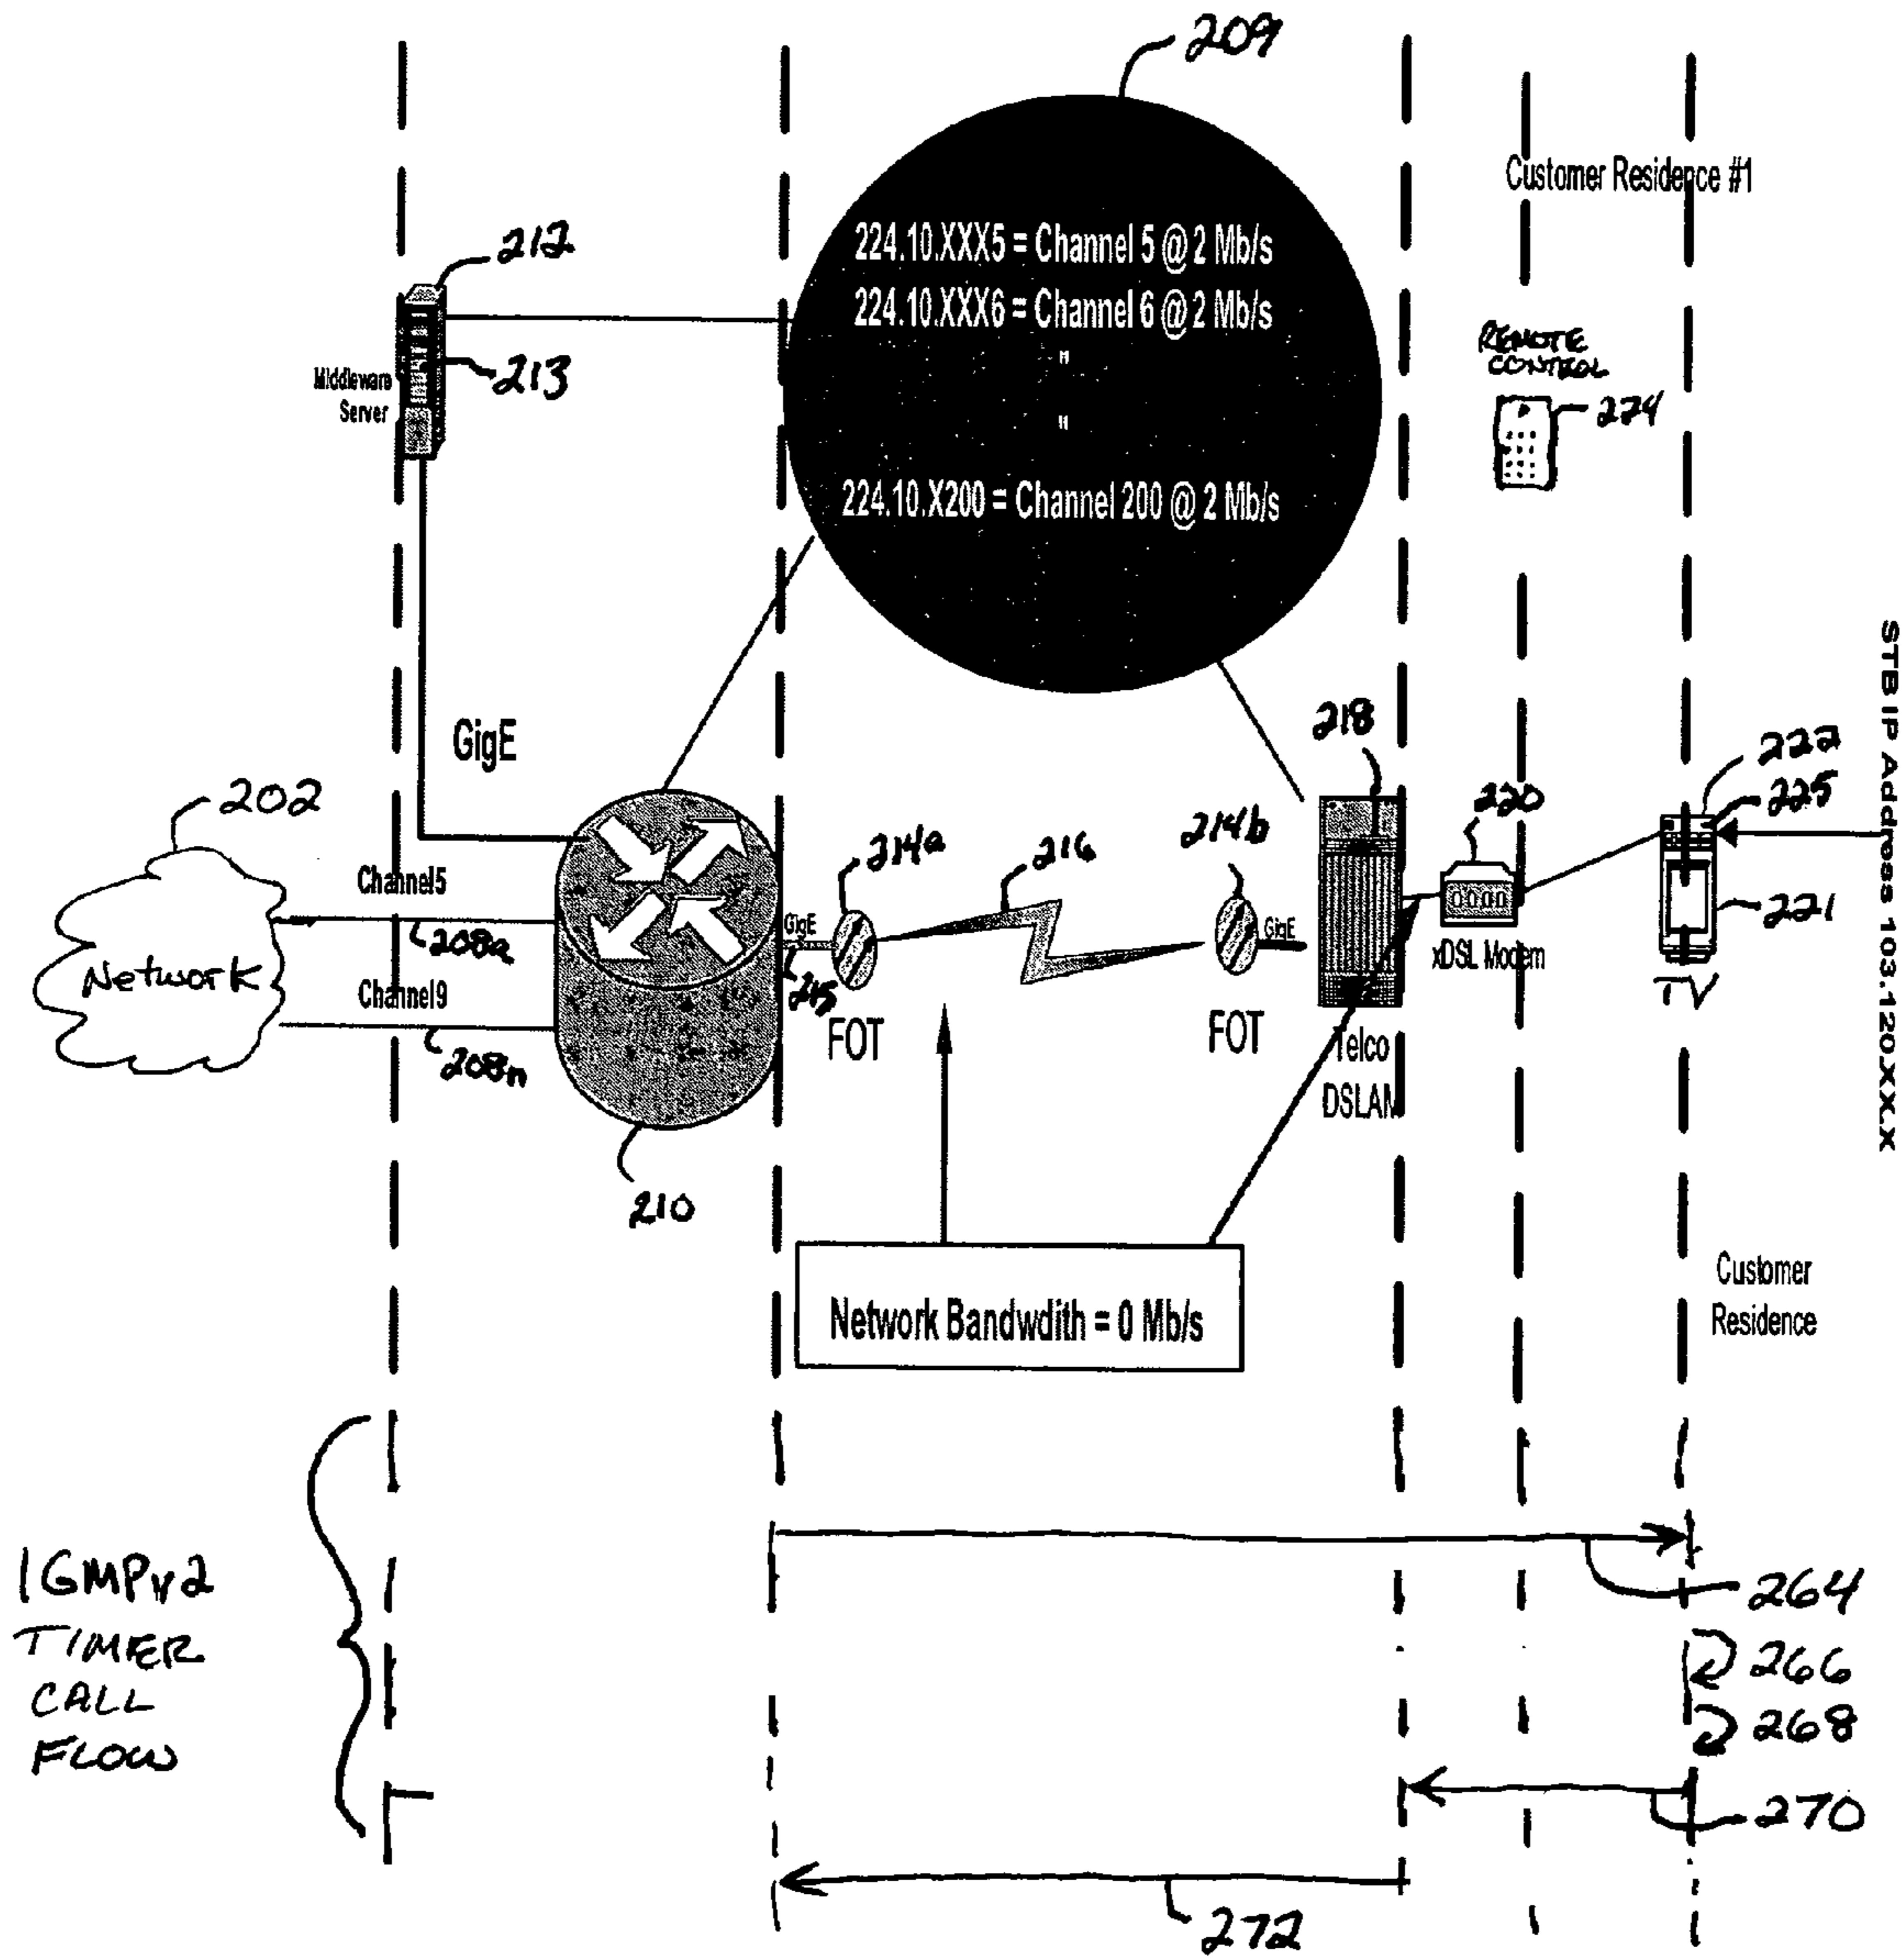 209
Customer Residence #1
212
224.10.XXX5 = Channel 5 @ 2 Mb/s
224.10.XXX6 = Channel 6 @ 2 Mb/s
"
"
224.10.X200 = Channel 200 @ 2 Mb/s
213
Middleware
Server
REMOTE
CONTROL
274
STB IP Address 103.120.XX.X
GigE
218
222
225
220
202
214a
216
214b
Channel5
GigE
GigE
221
208a
Network
xDSL Modem
TV
Channel9
215
FOT
FOT
Telco
DSLAM
208n
210
Network Bandwdith = 0 Mb/s
Customer
Residence
IGMPv2
TIMER
CALL
FLOW
264
266
268
270
272